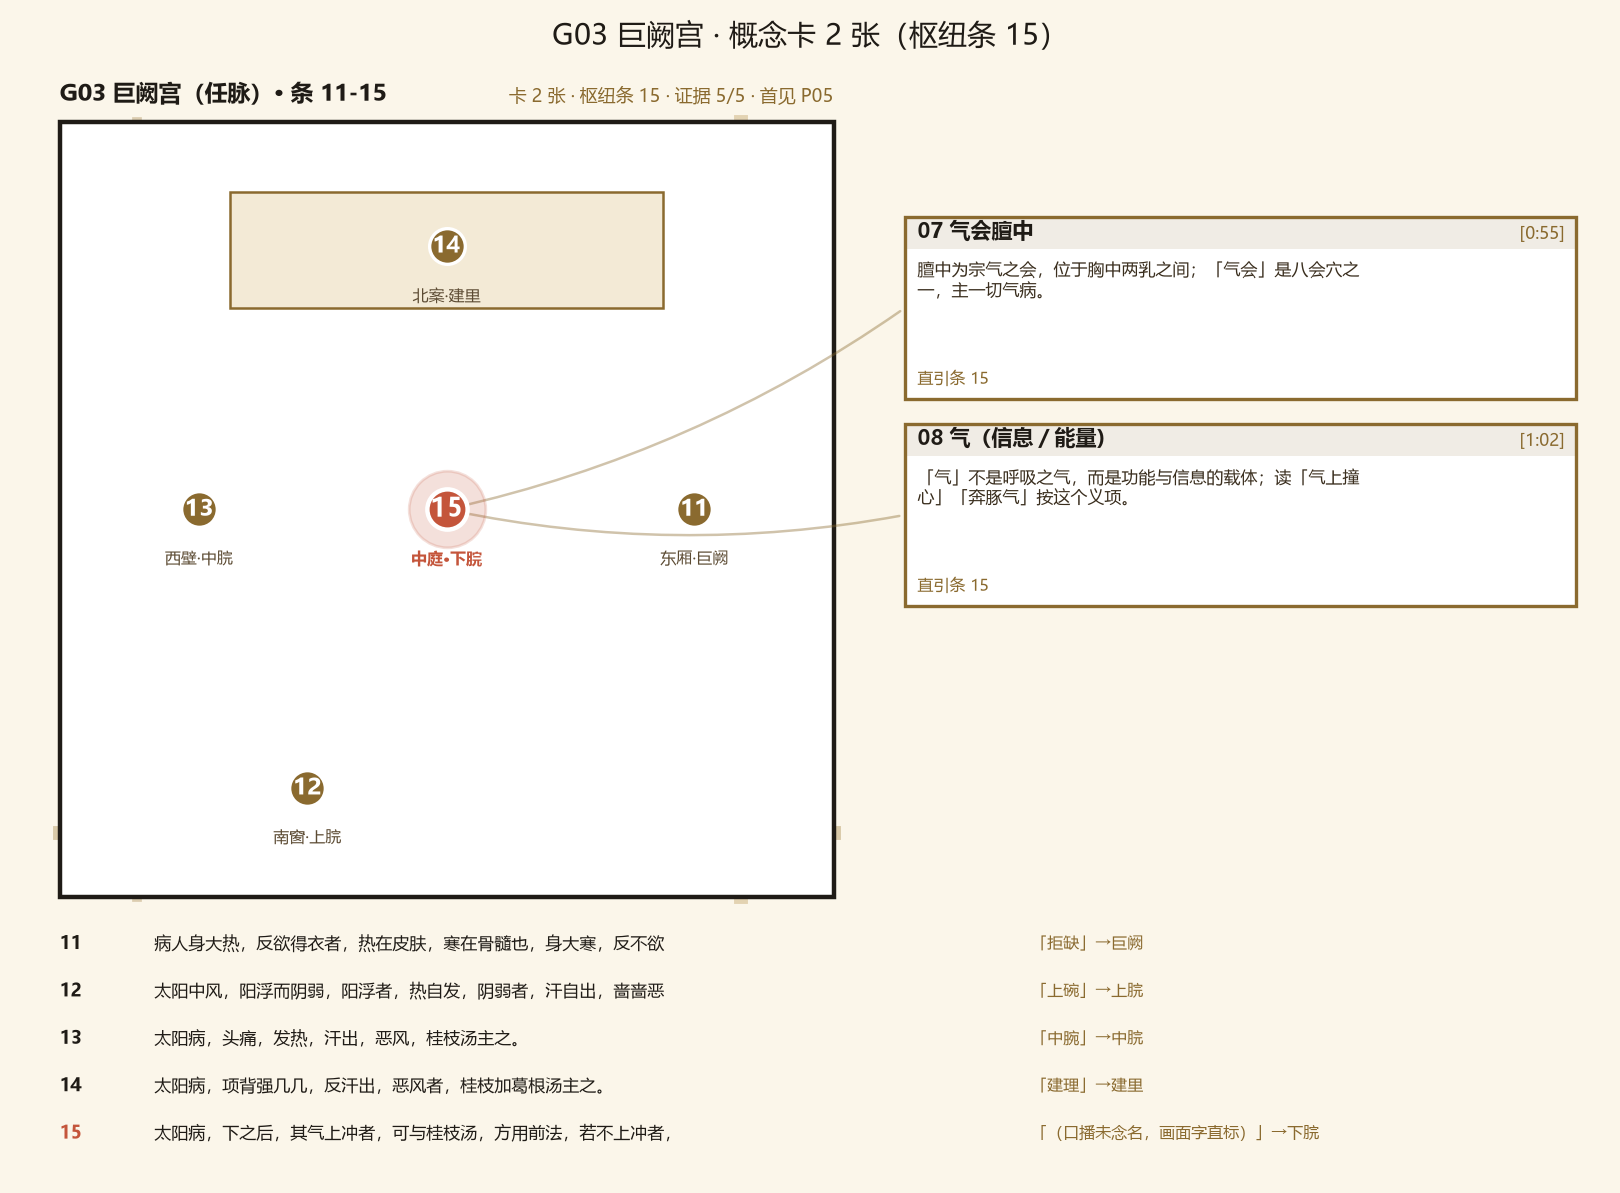 G03 巨阙宫 · 概念卡 2 张（枢纽条 15）
G03 巨阙宫（任脉）• 条 11-15
卡 2 张 · 枢纽条 15 · 证据 5/5 · 首见 P05
14
北案·建里
13
西壁·中脘
15
中庭•下脘
11
东厢·巨阙
12
南窗·上脘
07 气会膻中
[0:55]
膻中为宗气之会，位于胸中两乳之间；「气会」是八会穴之
一，主一切气病。
直引条 15
08 气（信息 / 能量）
[1:02]
「气」不是呼吸之气，而是功能与信息的载体；读「气上撞
心」「奔豚气」按这个义项。
直引条 15
11 病人身大热，反欲得衣者，热在皮肤，寒在骨髓也，身大寒，反不欲 「拒缺」→巨阙
12 太阳中风，阳浮而阴弱，阳浮者，热自发，阴弱者，汗自出，啬啬恶 「上碗」→上脘
13 太阳病，头痛，发热，汗出，恶风，桂枝汤主之。 「中腕」→中脘
14 太阳病，项背强几几，反汗出，恶风者，桂枝加葛根汤主之。 「建理」→建里
15 太阳病，下之后，其气上冲者，可与桂枝汤，方用前法，若不上冲者， 「（口播未念名，画面字直标）」→下脘